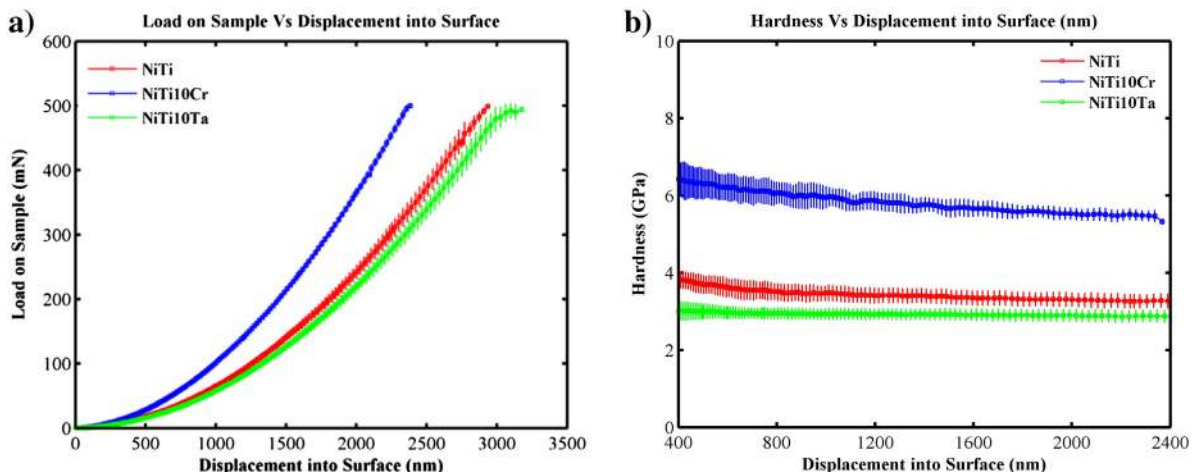 a)
Load on Sample Vs Displacement into Surface
600
500
400
300
200
100
0
Load on Sample (mN)
NiTi
NiTi10Cr
NiTi10Ta
0 500 1000 1500 2000 2500 3000 3500
Displacement into Surface (nm)
b)
Hardness Vs Displacement into Surface (nm)
10
8
6
4
2
0
Hardness (GPa)
NiTi
NiTi10Cr
NiTi10Ta
400 800 1200 1600 2000 2400
Displacement into Surface (nm)